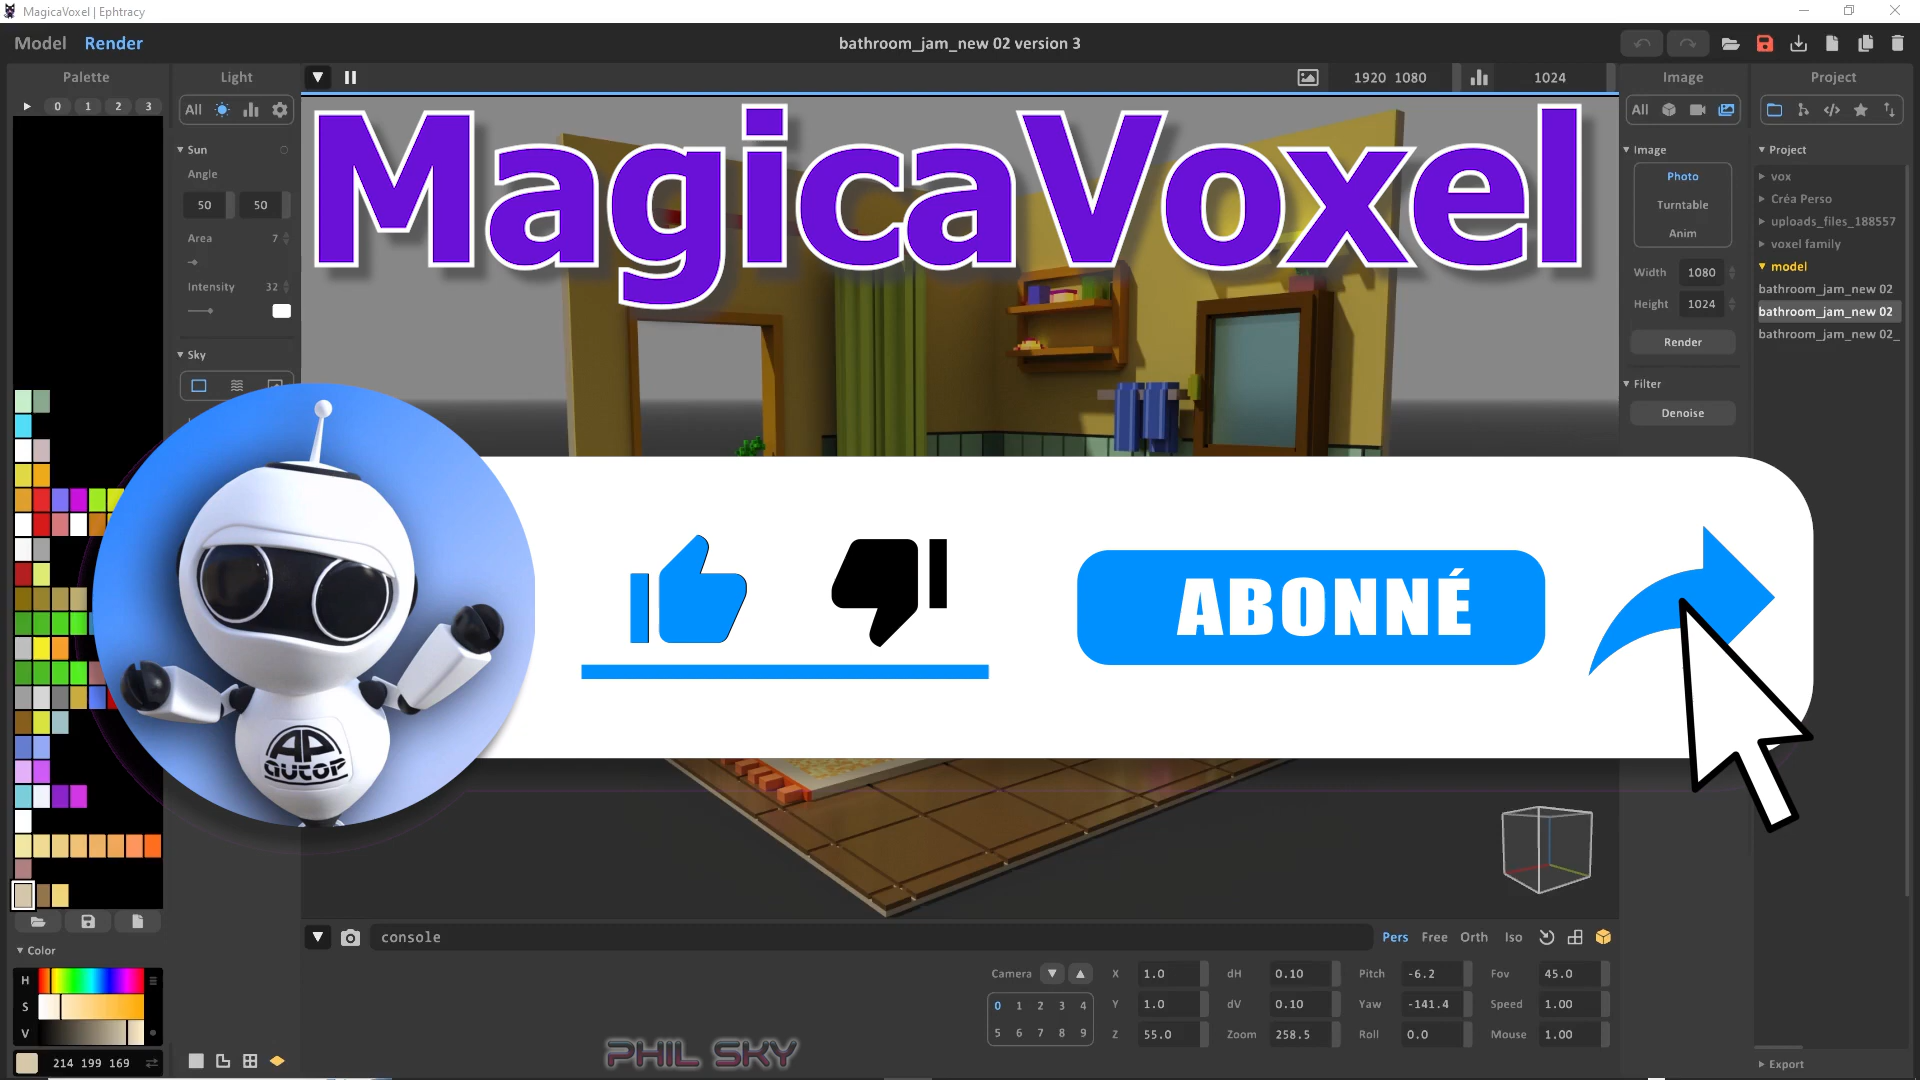 MagicaVoxel | Ephtracy
Model Render
bathroom_jam_new 02 version 3
Palette
0 1 2 3
Light
All
Sun
Angle
50 50
Area 7
Intensity 32
Sky
1920 1080
1024
MagicaVoxel
Image
All
Image
Photo
Turntable
Anim
Width 1080
Height 1024
Render
Filter
Denoise
Project
Project
vox
Créa Perso
uploads_files_188557
voxel family
model
bathroom_jam_new 02
bathroom_jam_new 02
bathroom_jam_new 02_
ABONNÉ
AP
autop
Color
H
S
V
214 199 169
console
Pers Free Orth Iso
Camera
0 1 2 3 4
5 6 7 8 9
X 1.0 dH 0.10 Pitch -6.2 Fov 45.0
Y 1.0 dV 0.10 Yaw -141.4 Speed 1.00
Z 55.0 Zoom 258.5 Roll 0.0 Mouse 1.00
PHIL SKY
Export